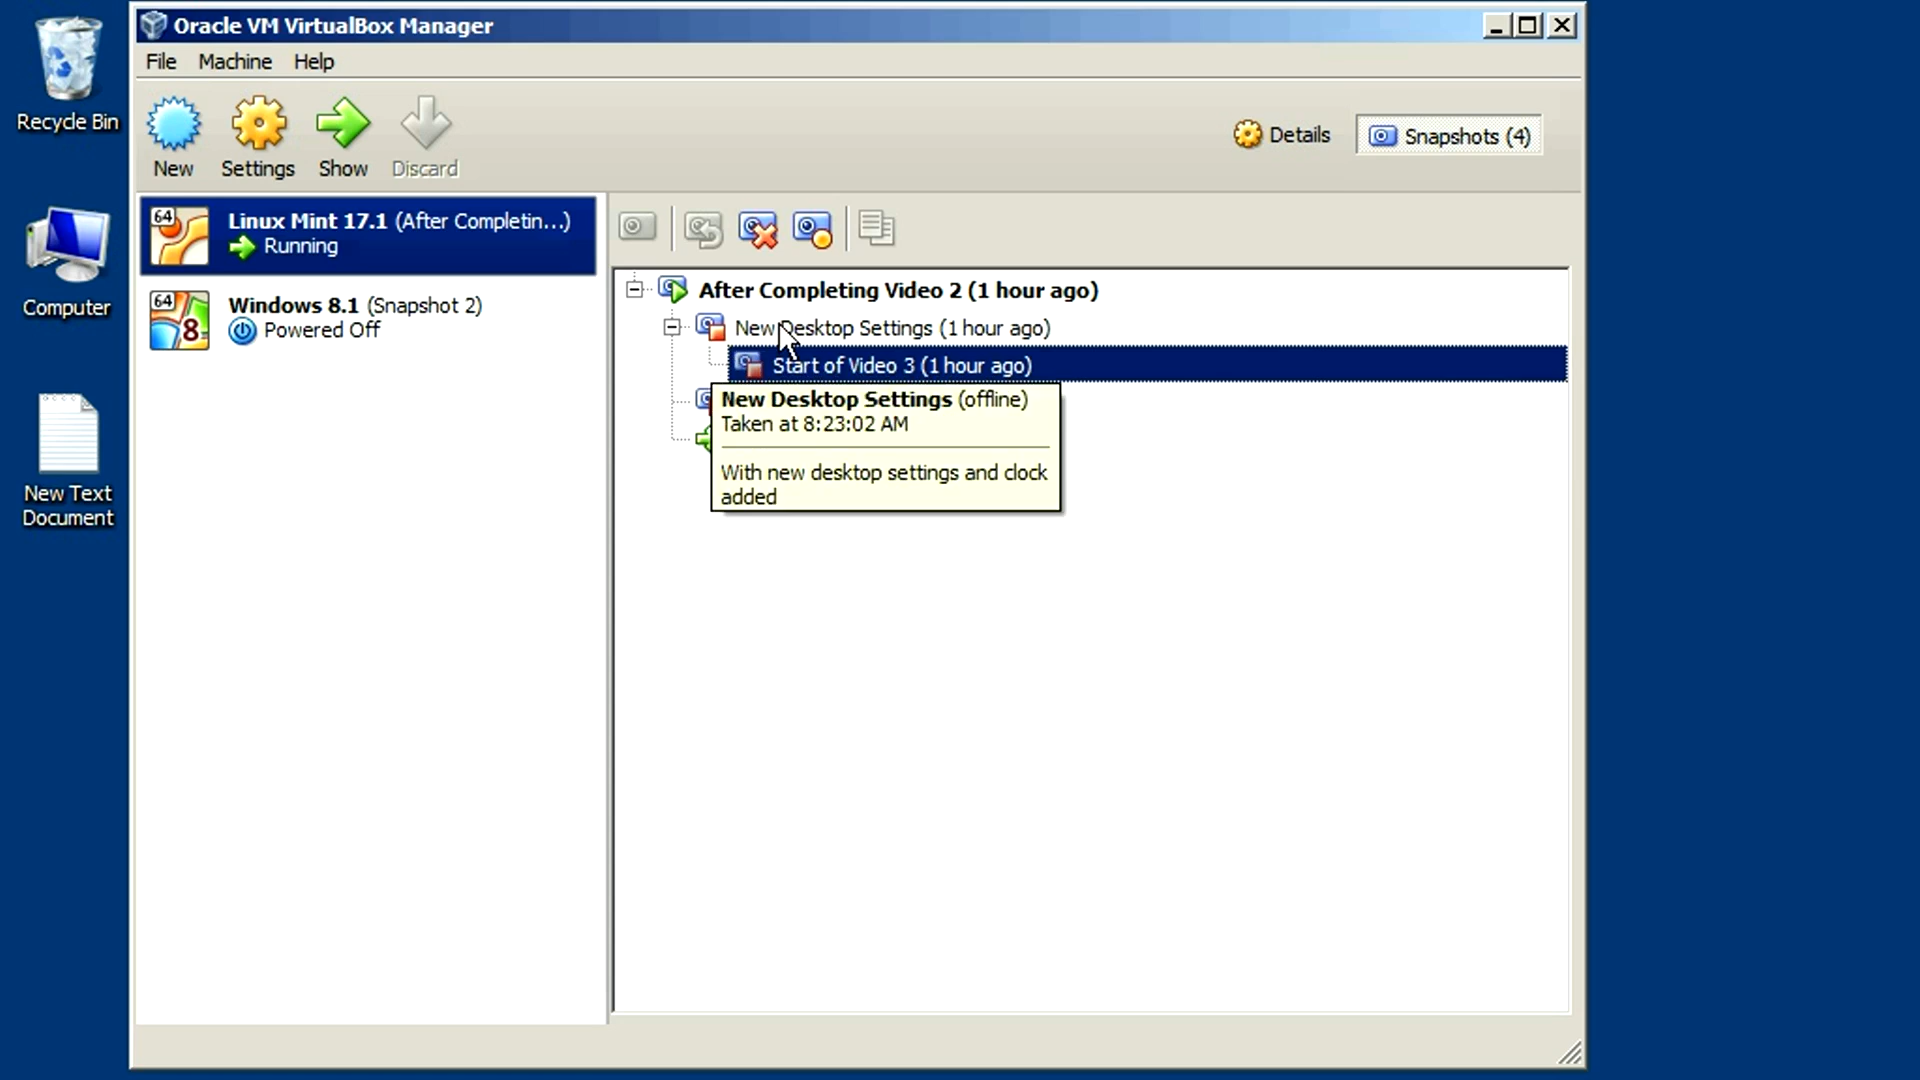 Oracle VM VirtualBox Manager
File Machine Help
Recycle Bin
New Settings Show Discard
Details Snapshots (4)
64 Linux Mint 17.1 (After Completin...)
Running
64 Windows 8.1 (Snapshot 2)
8 Powered Off
Computer
New Text
Document
After Completing Video 2 (1 hour ago)
New Desktop Settings (1 hour ago)
Start of Video 3 (1 hour ago)
New Desktop Settings (offline)
Taken at 8:23:02 AM
With new desktop settings and clock
added